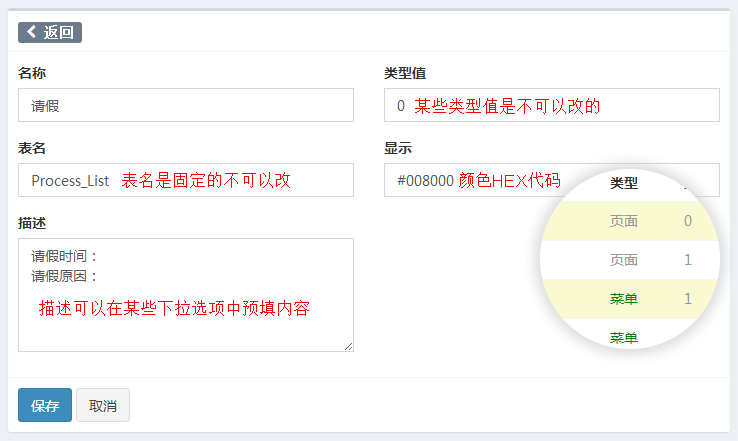 返回
名称
请假
类型值
0 某些类型值是不可以改的
表名
Process_List 表名是固定的不可以改
显示
#008000 颜色HEX代码
描述
请假时间：
请假原因：
描述可以在某些下拉选项中预填内容
类型
页面 0
页面 1
菜单 1
菜单
保存 取消